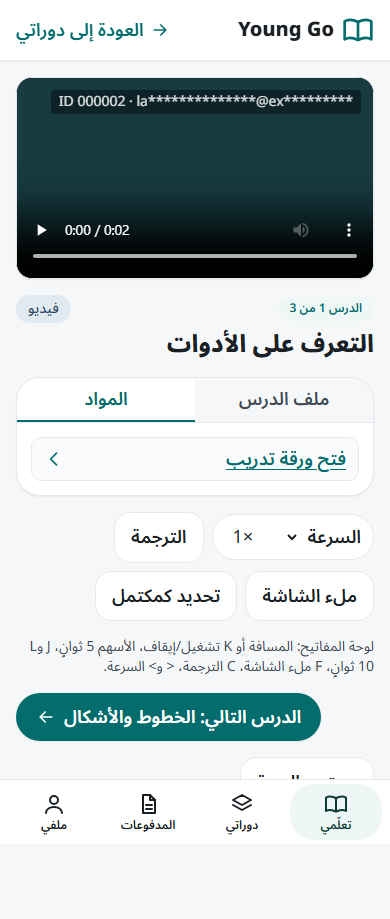 Young Go
العودة إلى دوراتي
ID 000002 · la**************@ex*********
0:00 / 0:02
الدرس 1 من 3
فيديو
التعرف على الأدوات
ملف الدرس
المواد
فتح ورقة تدريب
السرعة
1×
الترجمة
ملء الشاشة
تحديد كمكتمل
لوحة المفاتيح: المسافة أو K تشغيل/إيقاف، الأسهم 5 ثوانٍ، J وL
10 ثوانٍ، F ملء الشاشة، C الترجمة، < و> السرعة.
الدرس التالي: الخطوط والأشكال
تعلّمي
دوراتي
المدفوعات
ملفي